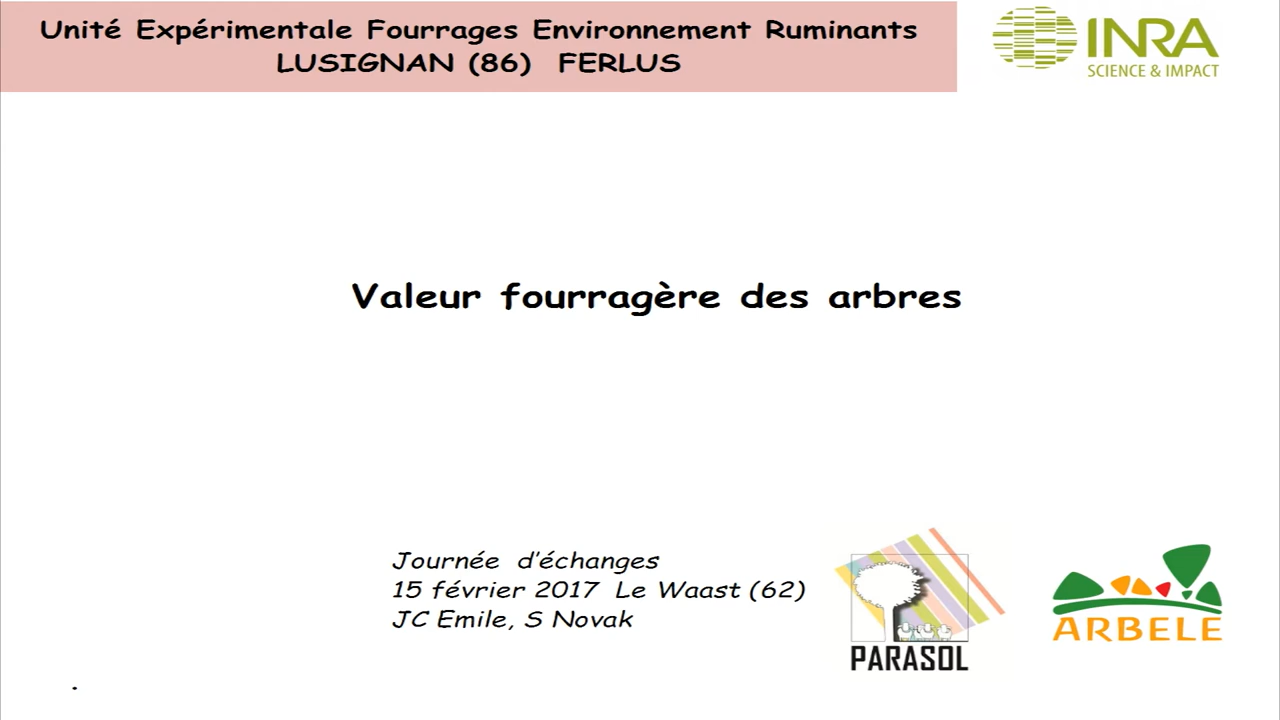 Unité Expérimentale Fourrages Environnement Ruminants
LUSIGNAN (86) FERLUS
INRA
SCIENCE & IMPACT
Valeur fourragère des arbres
Journée d'échanges
15 février 2017 Le Waast (62)
JC Emile, S Novak
PARASOL
ARBELE
.